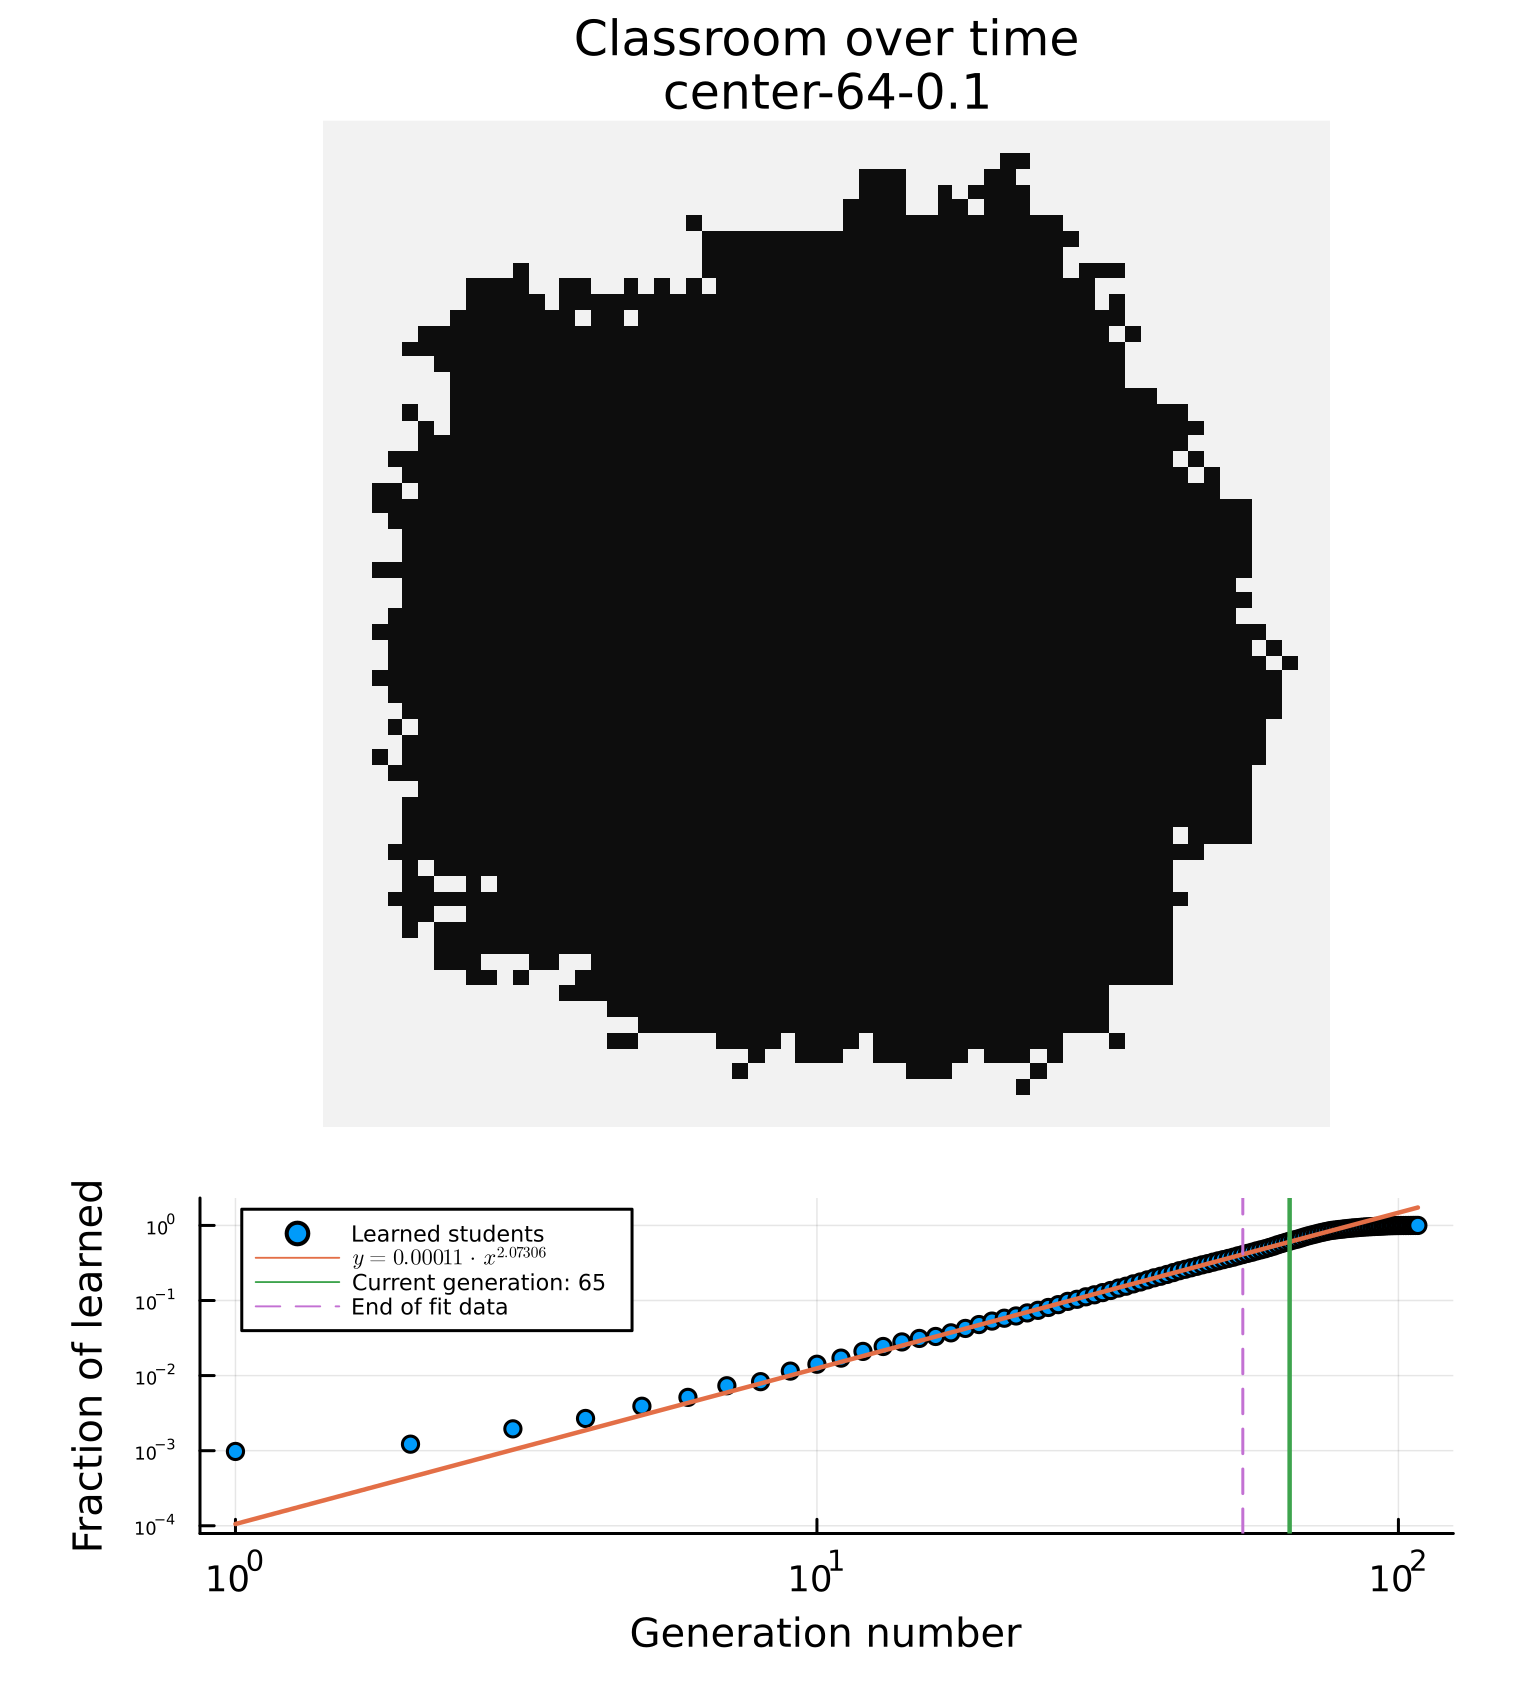 Classroom over time
center-64-0.1
Fraction of learned
10^0
10^-1
10^-2
10^-3
10^-4
Learned students
y = 0.00011 · x^2.07306
Current generation: 65
End of fit data
10^0 10^1 10^2
Generation number